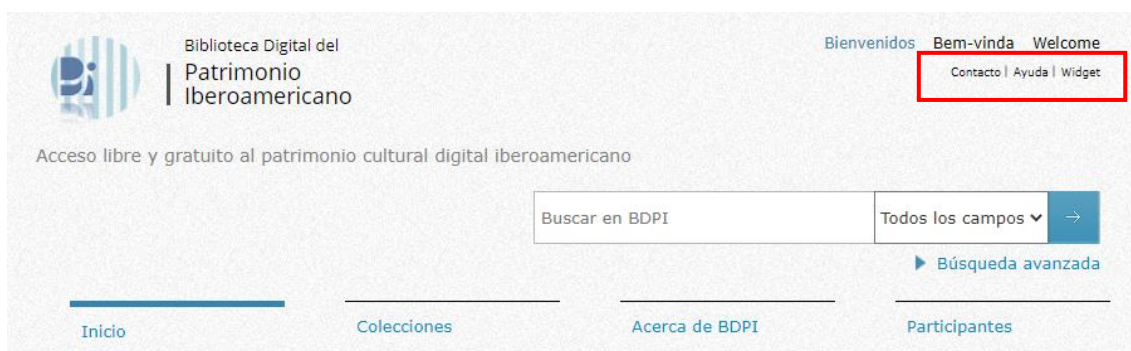 Biblioteca Digital del
Patrimonio
Iberoamericano
Bienvenidos Bem-vinda Welcome
Contacto | Ayuda | Widget
Acceso libre y gratuito al patrimonio cultural digital iberoamericano
Buscar en BDPI Todos los campos →
Búsqueda avanzada
Inicio Colecciones Acerca de BDPI Participantes